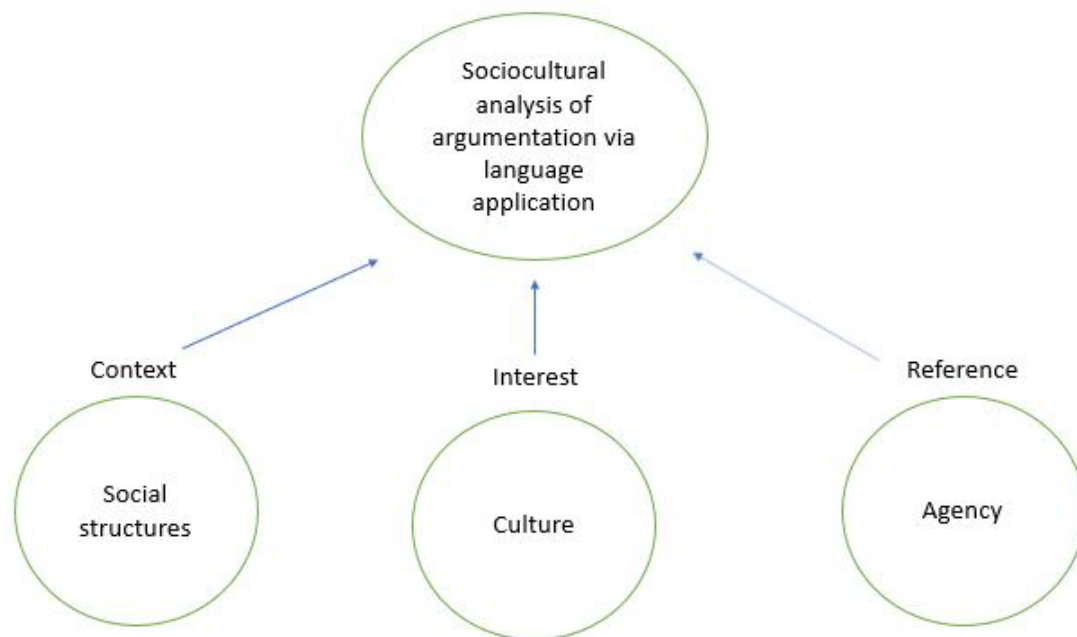 Sociocultural
analysis of
argumentation via
language
application
Context
Interest
Reference
Social
structures
Culture
Agency